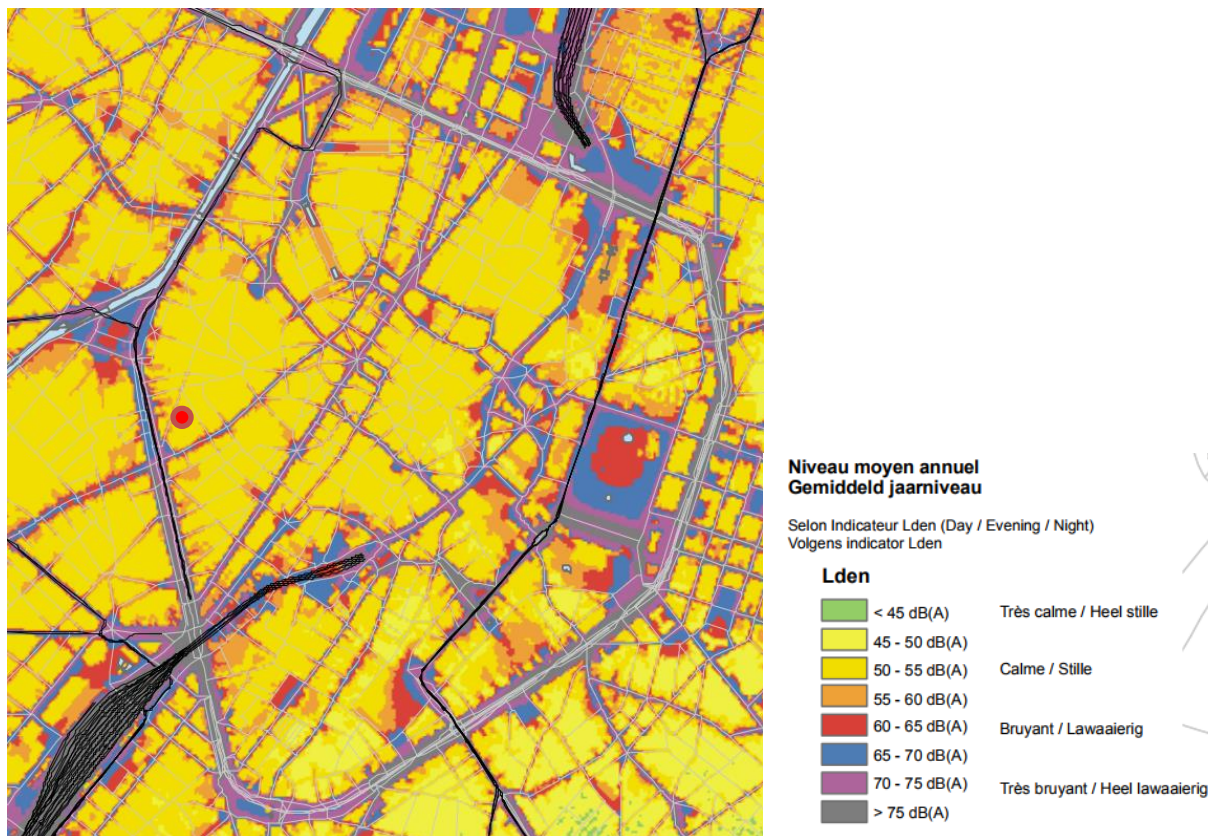 Niveau moyen annuel
Gemiddeld jaarniveau
Selon Indicateur Lden (Day / Evening / Night)
Volgens indicator Lden
Lden
< 45 dB(A) Très calme / Heel stille
45 - 50 dB(A)
50 - 55 dB(A) Calme / Stille
55 - 60 dB(A)
60 - 65 dB(A) Bruyant / Lawaaierig
65 - 70 dB(A)
70 - 75 dB(A) Très bruyant / Heel lawaaierig
> 75 dB(A)